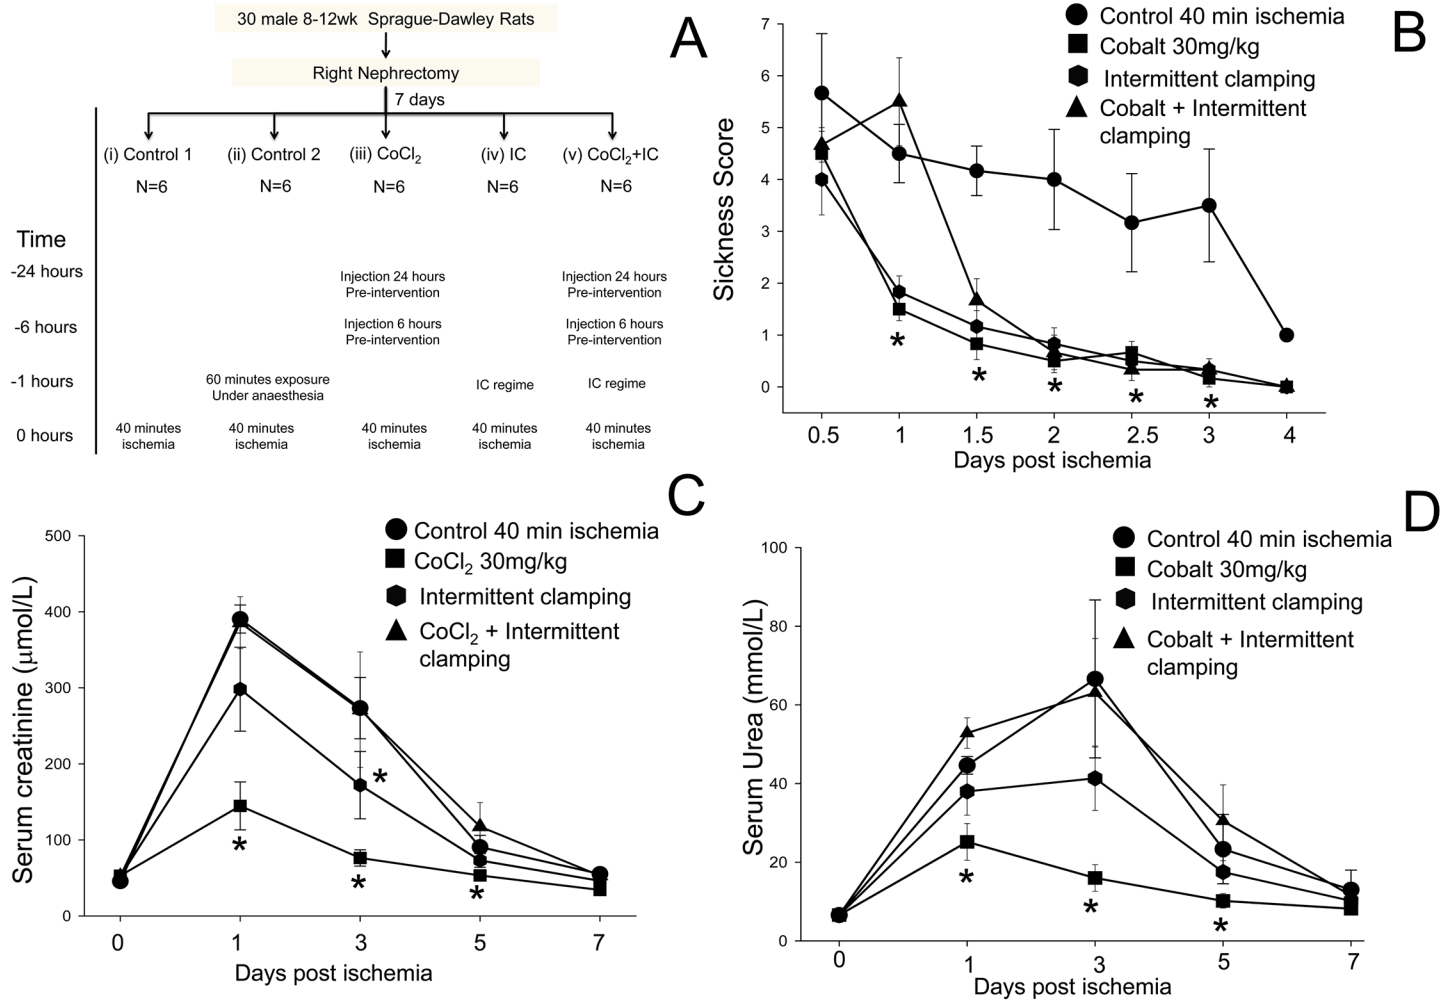 30 male 8-12wk Sprague-Dawley Rats
Right Nephrectomy
7 days
(i) Control 1
(ii) Control 2
(iii) CoCl2
(iv) IC
(v) CoCl2+IC
N=6
N=6
N=6
N=6
N=6
Time
-24 hours
Injection 24 hours
Pre-intervention
Injection 24 hours
Pre-intervention
-6 hours
Injection 6 hours
Pre-intervention
Injection 6 hours
Pre-intervention
-1 hours
60 minutes exposure
Under anaesthesia
IC regime
IC regime
0 hours
40 minutes
ischemia
40 minutes
ischemia
40 minutes
ischemia
40 minutes
ischemia
40 minutes
ischemia
A
B
Control 40 min ischemia
Cobalt 30mg/kg
Intermittent clamping
Cobalt + Intermittent
clamping
Sickness Score
7
6
5
4
3
2
1
0
*
*
*
*
*
0.5 1 1.5 2 2.5 3 4
Days post ischemia
C
Control 40 min ischemia
CoCl2 30mg/kg
Intermittent clamping
CoCl2 + Intermittent
clamping
Serum creatinine (μmol/L)
500
400
300
200
100
0
*
*
*
*
0 1 3 5 7
Days post ischemia
D
Control 40 min ischemia
Cobalt 30mg/kg
Intermittent clamping
Cobalt + Intermittent
clamping
Serum Urea (mmol/L)
100
80
60
40
20
0
*
*
*
0 1 3 5 7
Days post ischemia